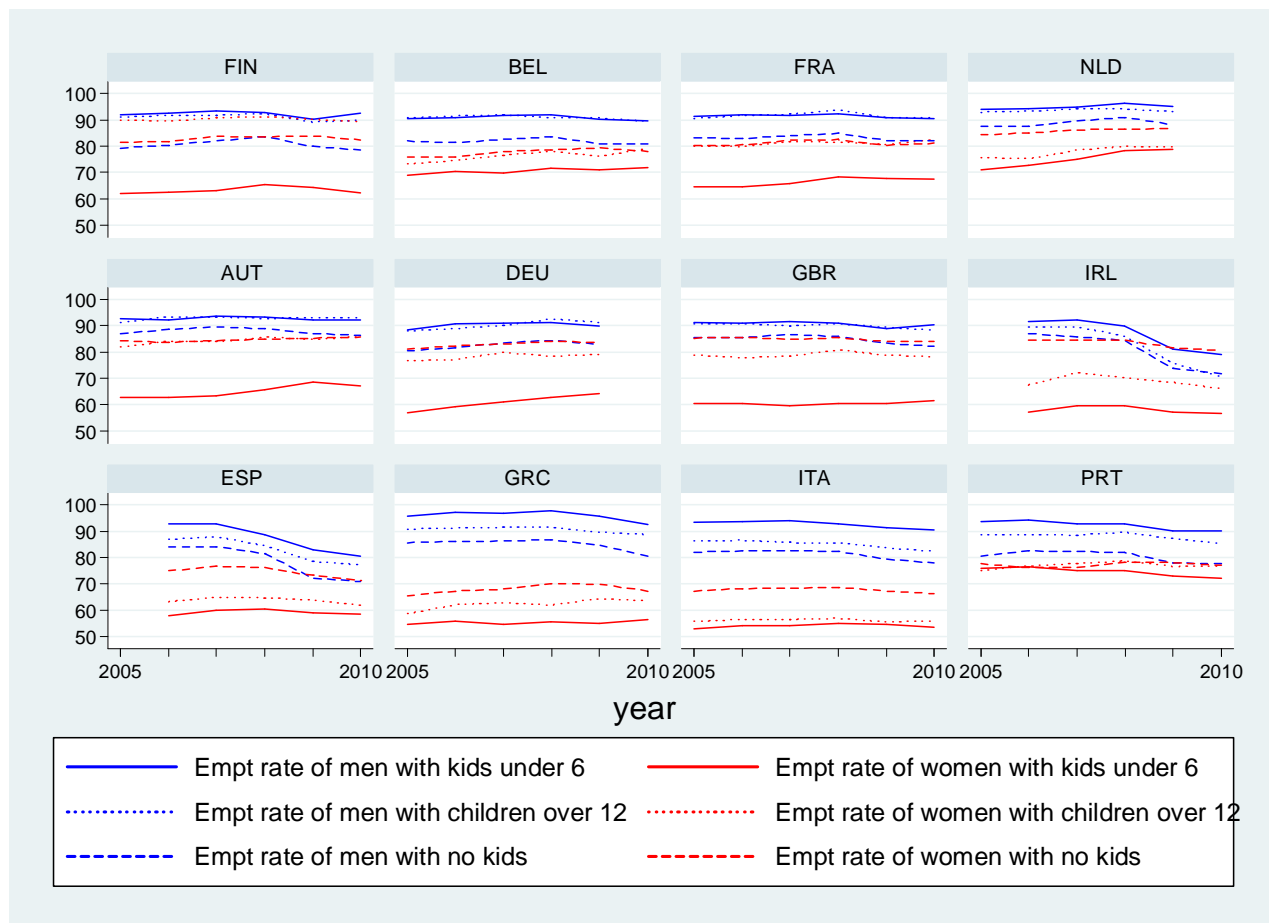 FIN BEL FRA NLD
100
90
80
70
60
50
AUT DEU GBR IRL
100
90
80
70
60
50
ESP GRC ITA PRT
100
90
80
70
60
50
2005 2010 2005 2010 2005 2010 2005 2010
year
Empt rate of men with kids under 6 Empt rate of women with kids under 6
Empt rate of men with children over 12 Empt rate of women with children over 12
Empt rate of men with no kids Empt rate of women with no kids